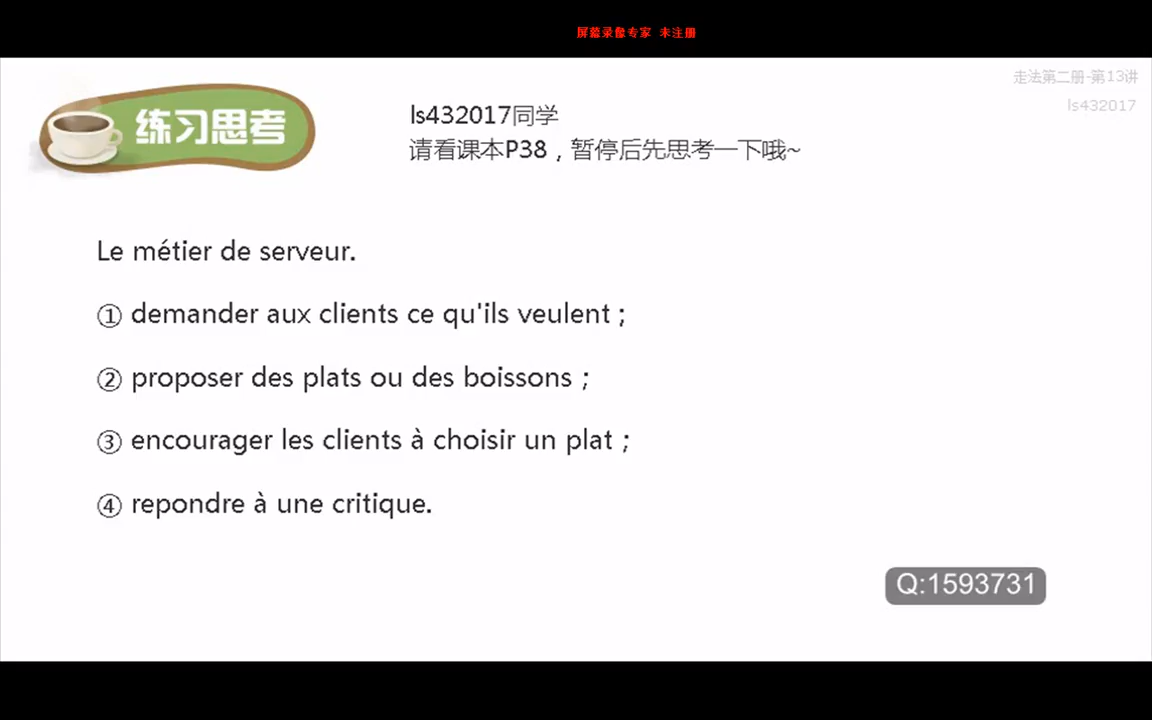 屏幕录像专家 未注册
走法第二册-第13讲
ls432017
练习思考
ls432017同学
请看课本P38，暂停后先思考一下哦~
Le métier de serveur.
① demander aux clients ce qu'ils veulent ;
② proposer des plats ou des boissons ;
③ encourager les clients à choisir un plat ;
④ repondre à une critique.
Q:1593731